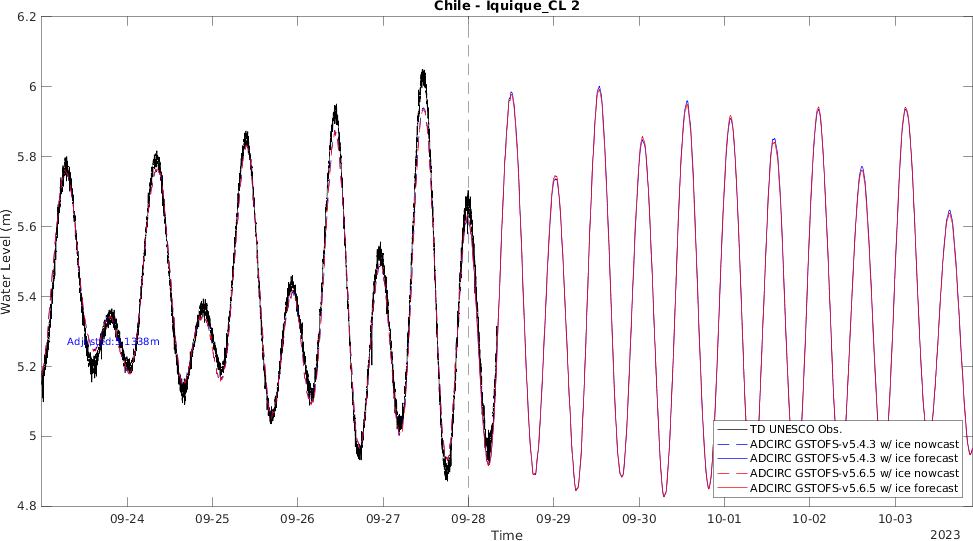 Chile - Iquique_CL 2
6.2
6
5.8
5.6
5.4
5.2
5
4.8
Water Level (m)
Adjusted:5.1338m
TD UNESCO Obs.
ADCIRC GSTOFS-v5.4.3 w/ ice nowcast
ADCIRC GSTOFS-v5.4.3 w/ ice forecast
ADCIRC GSTOFS-v5.6.5 w/ ice nowcast
ADCIRC GSTOFS-v5.6.5 w/ ice forecast
09-24 09-25 09-26 09-27 09-28 09-29 09-30 10-01 10-02 10-03
Time
2023